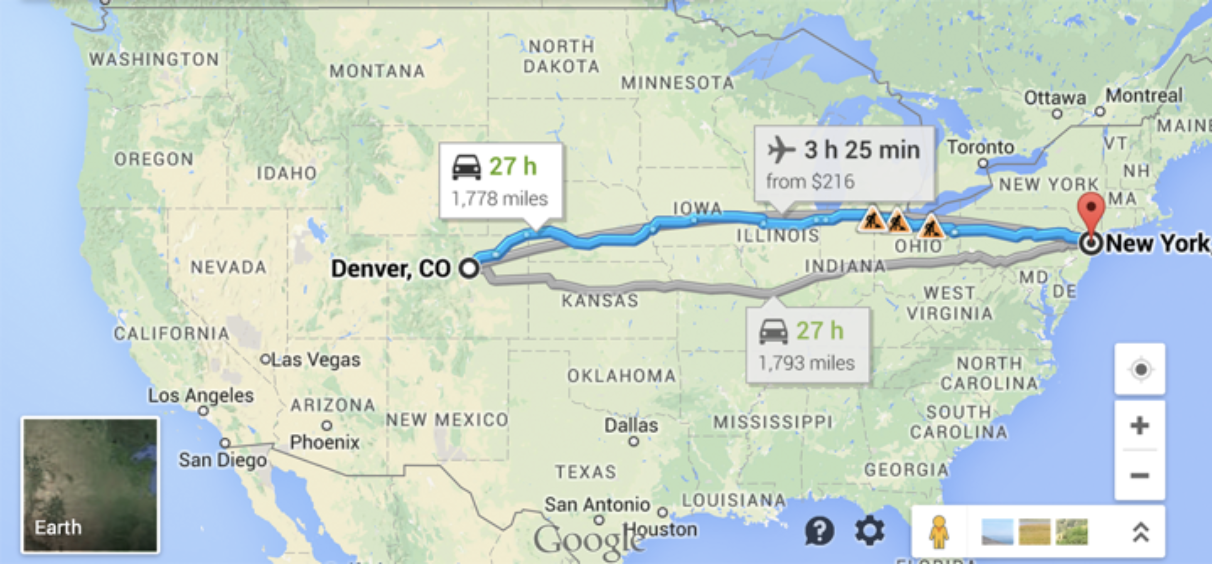 WASHINGTON
MONTANA
NORTH
DAKOTA
MINNESOTA
Ottawa
Montreal
MAINE
VT
OREGON
IDAHO
27 h
1,778 miles
3 h 25 min
from $216
Toronto
NH
NEW YORK
MA
IOWA
ILLINOIS
OHIO
New York,
Denver, CO
NEVADA
INDIANA
MD
DE
KANSAS
WEST
VIRGINIA
CALIFORNIA
27 h
1,793 miles
Las Vegas
OKLAHOMA
NORTH
CAROLINA
Los Angeles
ARIZONA
NEW MEXICO
Phoenix
Dallas
MISSISSIPPI
SOUTH
CAROLINA
San Diego
TEXAS
GEORGIA
San Antonio
LOUISIANA
Houston
Google
Earth
FLORIDA